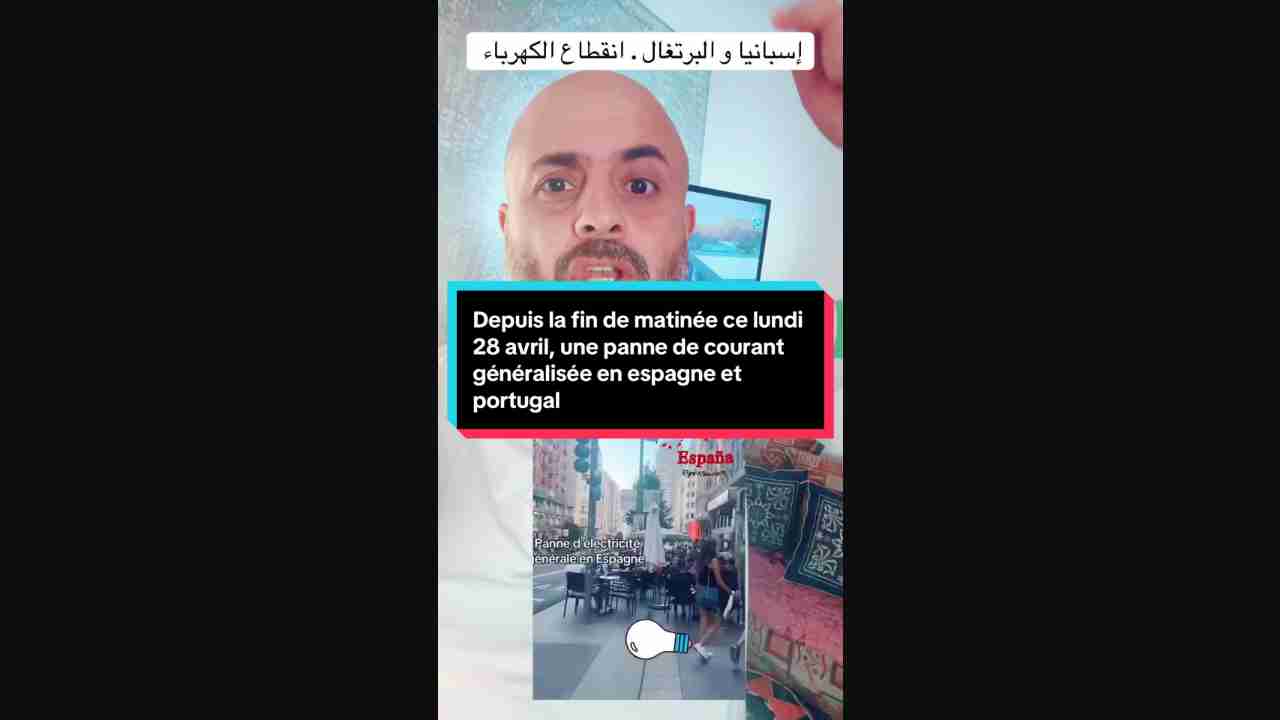 إسبانيا و البرتغال . انقطاع الكهرباء
Depuis la fin de matinée ce lundi
28 avril, une panne de courant
généralisée en espagne et
portugal
España
Panne d'électricité
énérale en Espagne